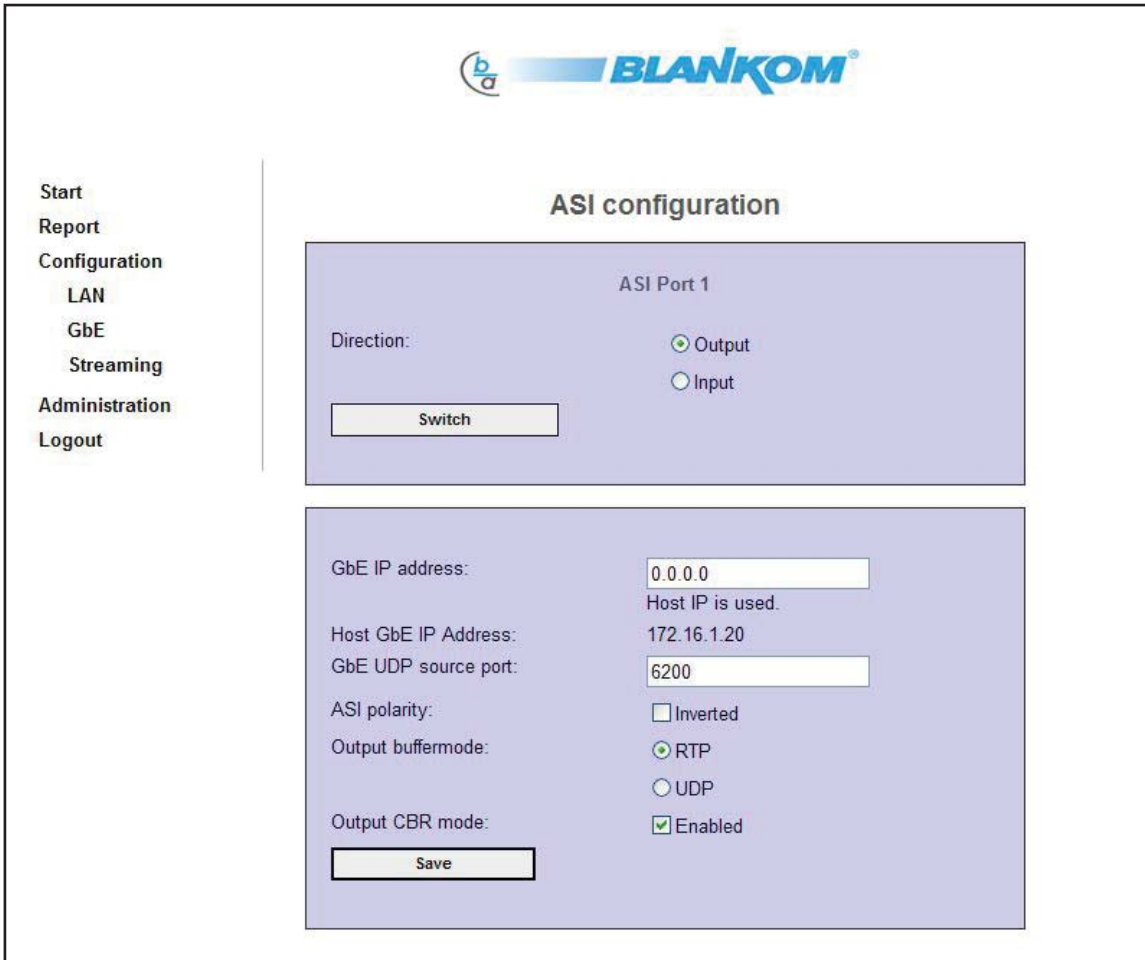 b
a
BLANKOM®
Start
Report
Configuration
LAN
GbE
Streaming
Administration
Logout
ASI configuration
ASI Port 1
Direction:
Output
Input
Switch
GbE IP address:
0.0.0.0
Host IP is used.
Host GbE IP Address:
172.16.1.20
GbE UDP source port:
6200
ASI polarity:
Inverted
Output buffermode:
RTP
UDP
Output CBR mode:
Enabled
Save